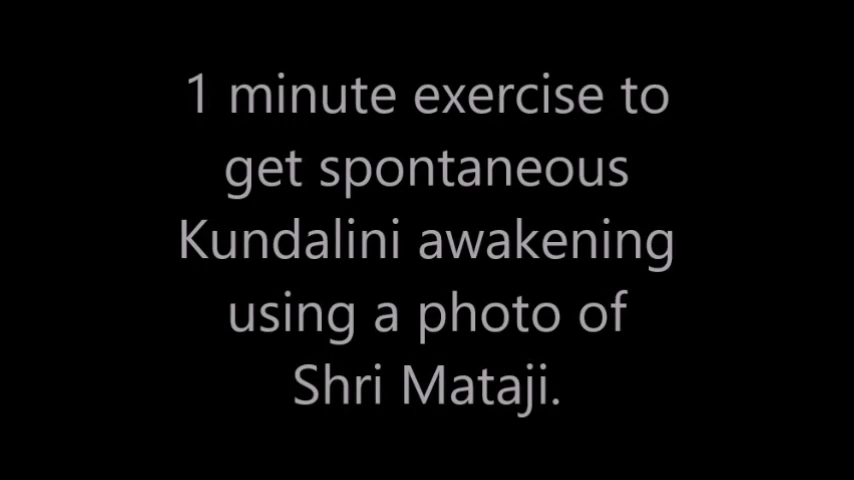 1 minute exercise to
get spontaneous
Kundalini awakening
using a photo of
Shri Mataji.